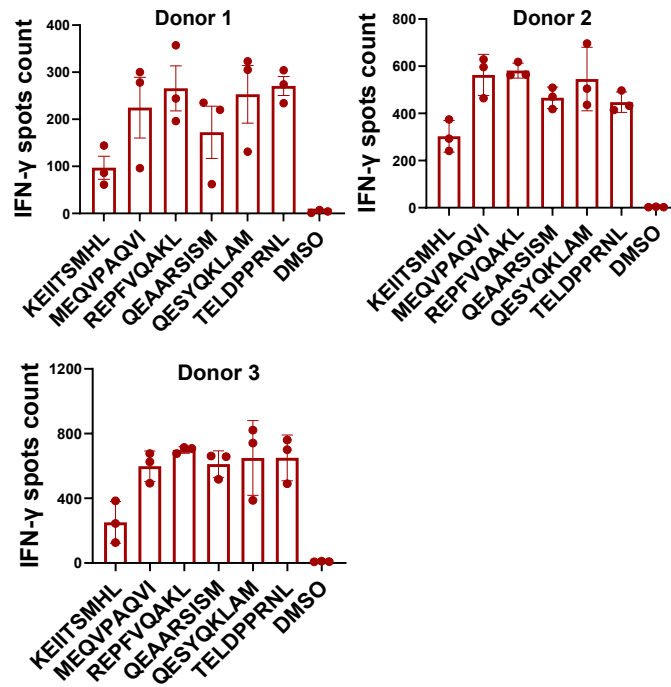 Donor 1
IFN-γ spots count
400
300
200
100
0
KEIITSMHL
MEQVPAQVI
REPFVQAKL
QEAARSISM
QESYQKLAM
TELDPPRNL
DMSO
Donor 2
IFN-γ spots count
800
600
400
200
0
KEIITSMHL
MEQVPAQVI
REPFVQAKL
QEAARSISM
QESYQKLAM
TELDPPRNL
DMSO
Donor 3
IFN-γ spots count
1200
800
400
0
KEIITSMHL
MEQVPAQVI
REPFVQAKL
QEAARSISM
QESYQKLAM
TELDPPRNL
DMSO